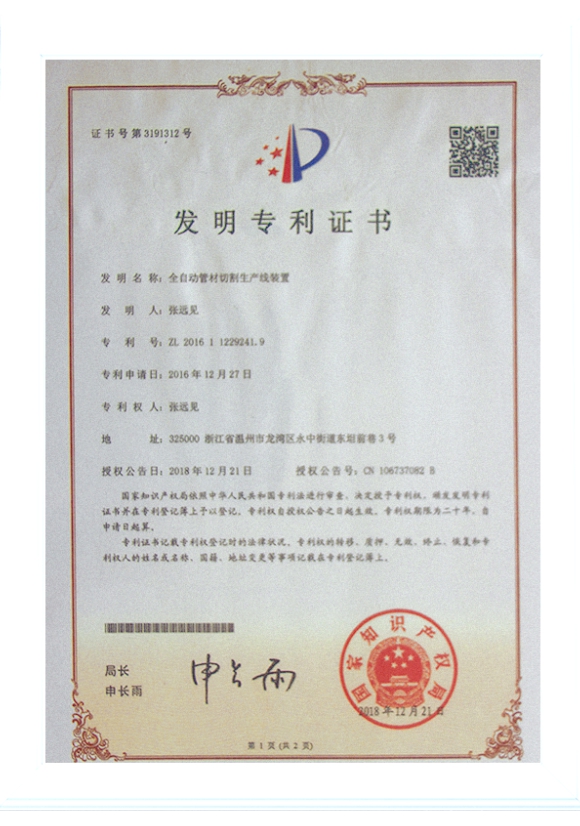 证书号第3191312号
发明专利证书
发明名称：全自动管材切割生产线装置
发明人：张远见
专利号：ZL 2016 1 1229241.9
专利申请日：2016年12月27日
专利权人：张远见
地址：325000 浙江省温州市龙湾区永中街道东垟前巷3号
授权公告日：2018年12月21日 授权公告号：CN 106737082 B
国家知识产权局依照中华人民共和国专利法进行审查，决定授予专利权，颁发发明专利
证书并在专利登记簿上予以登记。专利权自授权公告之日起生效。专利权期限为二十年，自
申请日起算。
专利证书记载专利权登记时的法律状况。专利权的转移、质押、无效、终止、恢复和专
利权人的姓名或名称、国籍、地址变更等事项记载在专利登记簿上。
局长
申长雨
申长雨
国家知识产权局
2018年12月21日
第1页(共2页)